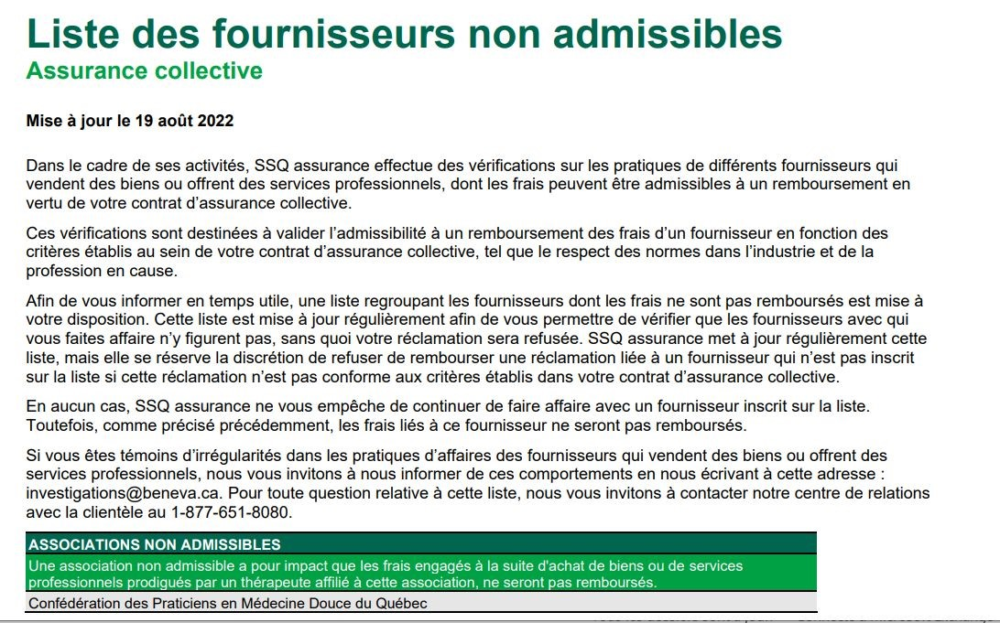 Liste des fournisseurs non admissibles
Assurance collective
Mise à jour le 19 août 2022
Dans le cadre de ses activités, SSQ assurance effectue des vérifications sur les pratiques de différents fournisseurs qui
vendent des biens ou offrent des services professionnels, dont les frais peuvent être admissibles à un remboursement en
vertu de votre contrat d’assurance collective.
Ces vérifications sont destinées à valider l’admissibilité à un remboursement des frais d’un fournisseur en fonction des
critères établis au sein de votre contrat d’assurance collective, tel que le respect des normes dans l’industrie et de la
profession en cause.
Afin de vous informer en temps utile, une liste regroupant les fournisseurs dont les frais ne sont pas remboursés est mise à
votre disposition. Cette liste est mise à jour régulièrement afin de vous permettre de vérifier que les fournisseurs avec qui
vous faites affaire n’y figurent pas, sans quoi votre réclamation sera refusée. SSQ assurance met à jour régulièrement cette
liste, mais elle se réserve la discrétion de refuser de rembourser une réclamation liée à un fournisseur qui n’est pas inscrit
sur la liste si cette réclamation n’est pas conforme aux critères établis dans votre contrat d’assurance collective.
En aucun cas, SSQ assurance ne vous empêche de continuer de faire affaire avec un fournisseur inscrit sur la liste.
Toutefois, comme précisé précédemment, les frais liés à ce fournisseur ne seront pas remboursés.
Si vous êtes témoins d’irrégularités dans les pratiques d’affaires des fournisseurs qui vendent des biens ou offrent des
services professionnels, nous vous invitons à nous informer de ces comportements en nous écrivant à cette adresse :
investigations@beneva.ca. Pour toute question relative à cette liste, nous vous invitons à contacter notre centre de relations
avec la clientèle au 1-877-651-8080.
ASSOCIATIONS NON ADMISSIBLES
Une association non admissible a pour impact que les frais engagés à la suite d'achat de biens ou de services
professionnels prodigués par un thérapeute affilié à cette association, ne seront pas remboursés.
Confédération des Praticiens en Médecine Douce du Québec